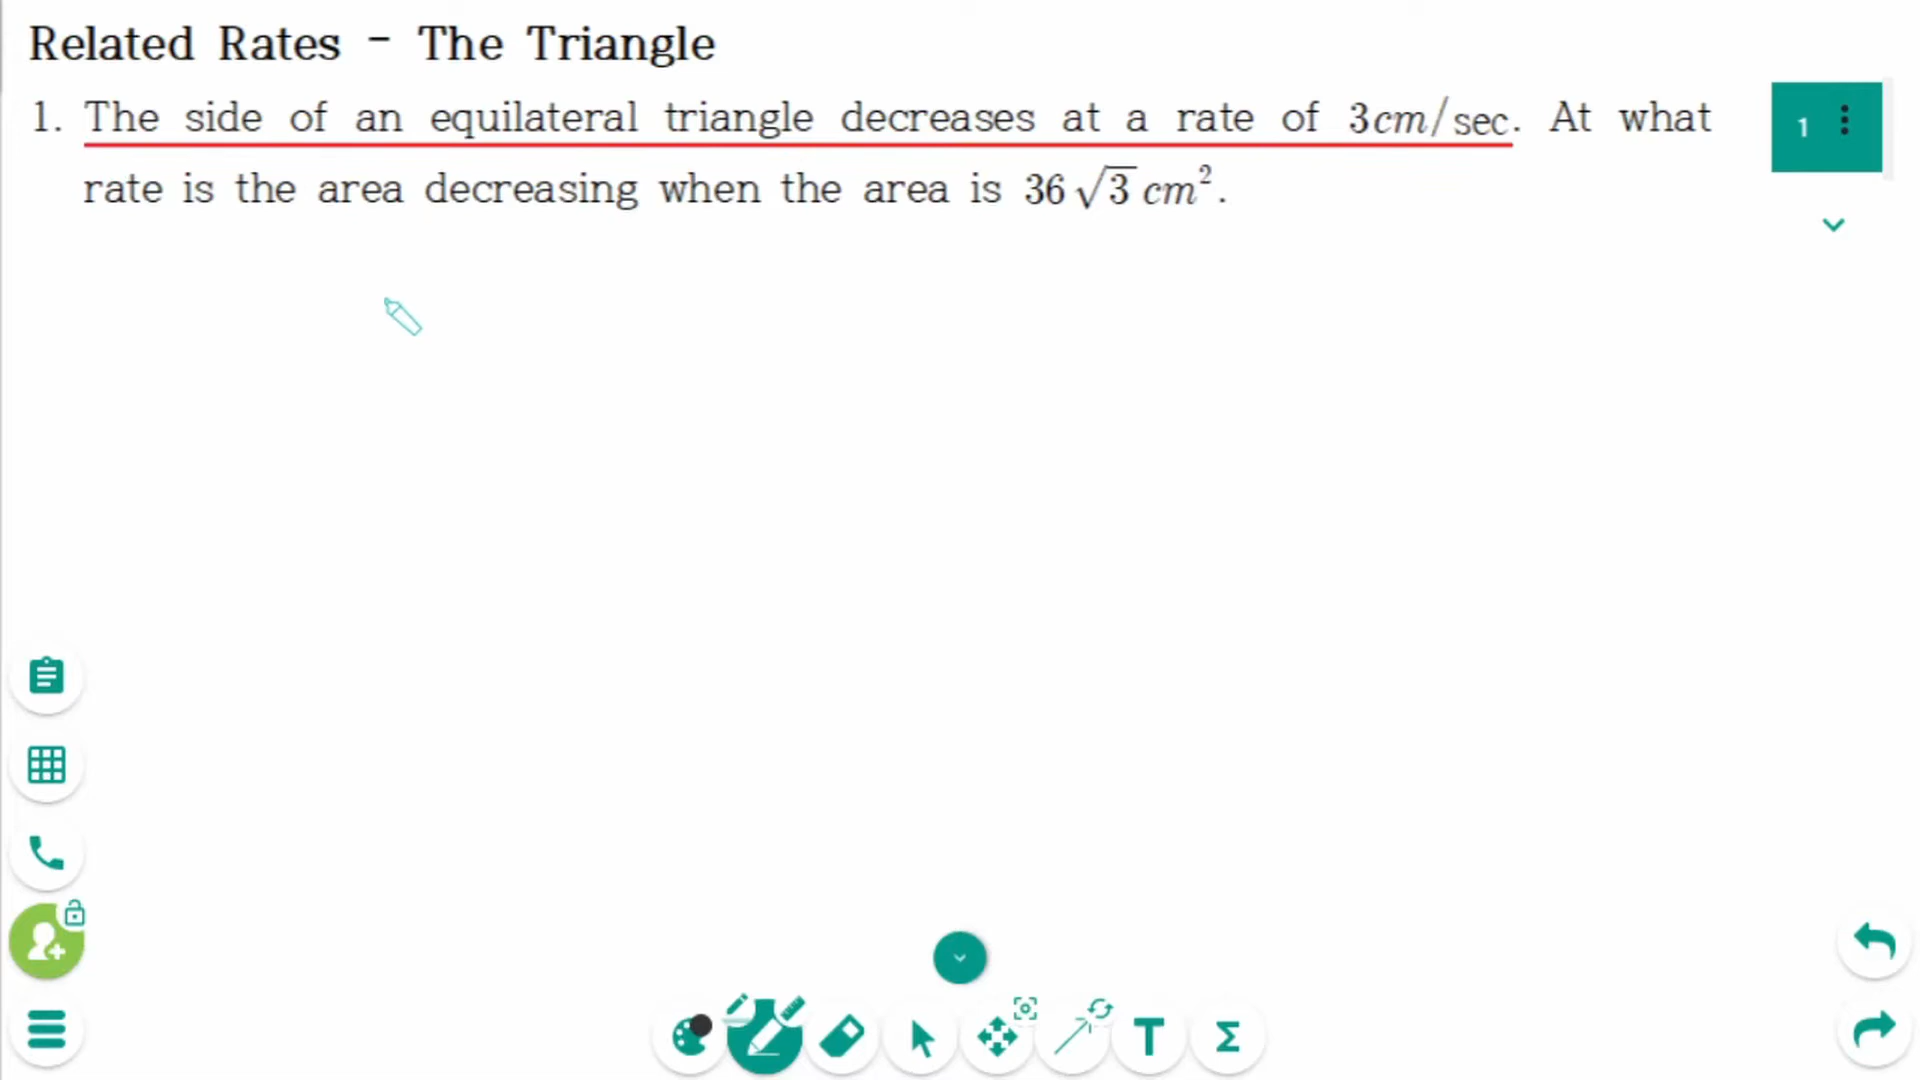 Related Rates - The Triangle
1. The side of an equilateral triangle decreases at a rate of 3cm/sec. At what
rate is the area decreasing when the area is 36√3 cm².
1
T
Σ